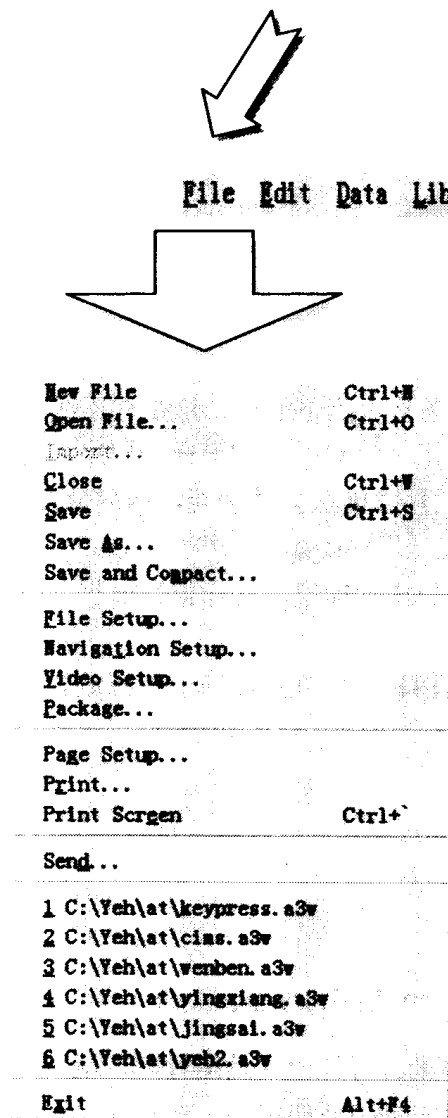 File Edit Data Lib
New File Ctrl+N
Open File... Ctrl+O
Import...
Close Ctrl+W
Save Ctrl+S
Save As...
Save and Compact...
File Setup...
Navigation Setup...
Video Setup...
Package...
Page Setup...
Print...
Print Screen Ctrl+`
Send...
1 C:\Yeh\at\keypress.a3w
2 C:\Yeh\at\cias.a3w
3 C:\Yeh\at\wenben.a3w
4 C:\Yeh\at\yingxiang.a3w
5 C:\Yeh\at\jingsai.a3w
6 C:\Yeh\at\yeh2.a3w
Exit Alt+F4